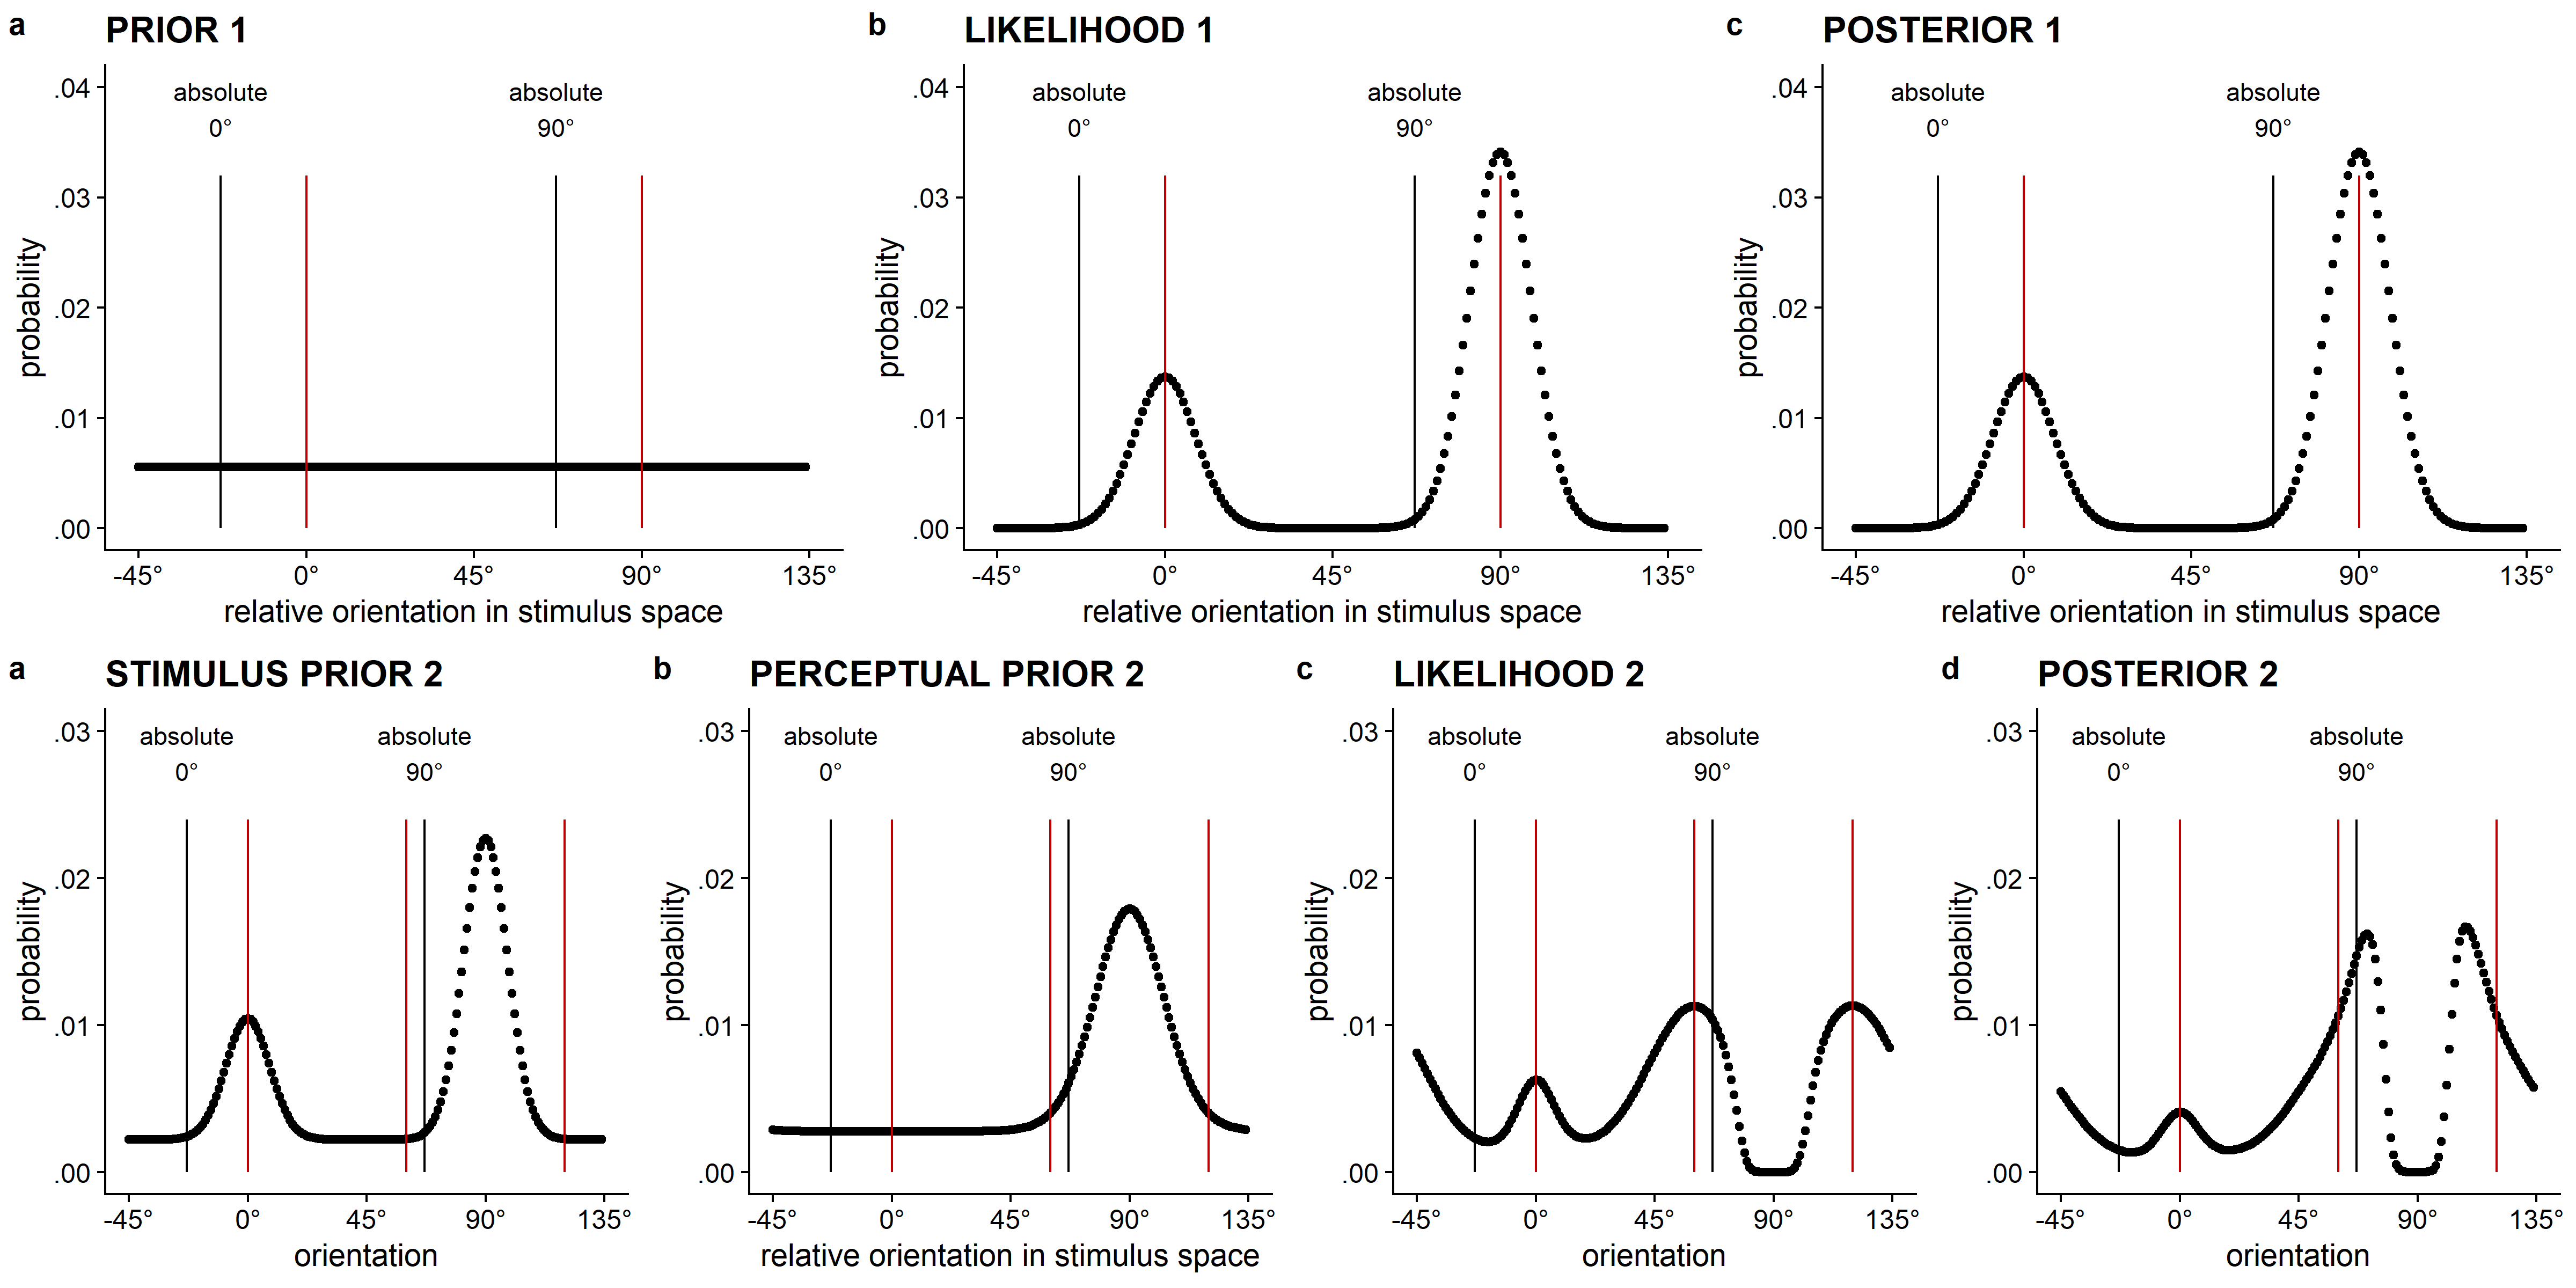 a PRIOR 1
absolute absolute
0° 90°
.04
.03
.02
.01
.00
probability
-45° 0° 45° 90° 135°
relative orientation in stimulus space
b LIKELIHOOD 1
absolute absolute
0° 90°
.04
.03
.02
.01
.00
probability
-45° 0° 45° 90° 135°
relative orientation in stimulus space
c POSTERIOR 1
absolute absolute
0° 90°
.04
.03
.02
.01
.00
probability
-45° 0° 45° 90° 135°
relative orientation in stimulus space
a STIMULUS PRIOR 2
absolute absolute
0° 90°
.03
.02
.01
.00
probability
-45° 0° 45° 90° 135°
orientation
b PERCEPTUAL PRIOR 2
absolute absolute
0° 90°
.03
.02
.01
.00
probability
-45° 0° 45° 90° 135°
relative orientation in stimulus space
c LIKELIHOOD 2
absolute absolute
0° 90°
.03
.02
.01
.00
probability
-45° 0° 45° 90° 135°
orientation
d POSTERIOR 2
absolute absolute
0° 90°
.03
.02
.01
.00
probability
-45° 0° 45° 90° 135°
orientation